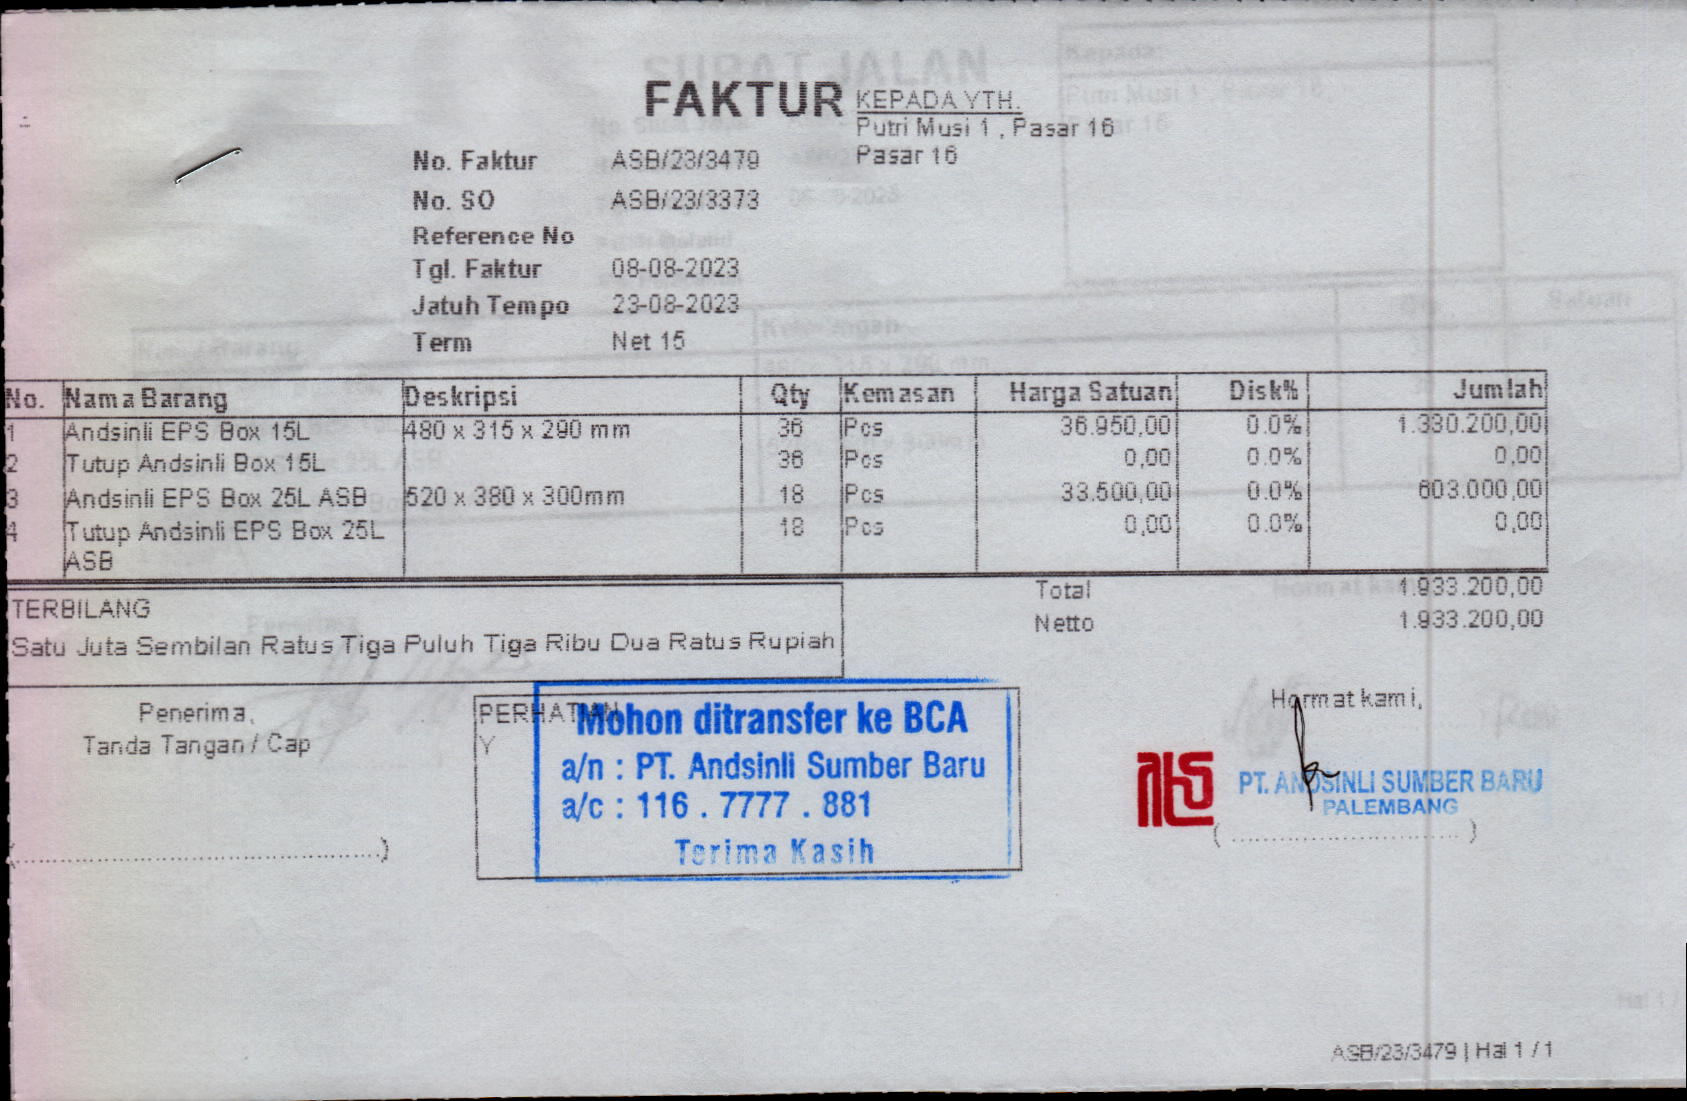 FAKTUR
KEPADA YTH.
Putri Musi 1 , Pasar 16
Pasar 16
No. Faktur ASB/23/3479
No. SO ASB/23/3373
Reference No
Tgl. Faktur 08-08-2023
Jatuh Tempo 23-08-2023
Term Net 15
No. Nama Barang Deskripsi Qty Kemasan Harga Satuan Disk% Jumlah
1 Andsinli EPS Box 15L 480 x 315 x 290 mm 36 Pcs 36.950,00 0.0% 1.330.200,00
2 Tutup Andsinli Box 15L 36 Pcs 0,00 0.0% 0,00
3 Andsinli EPS Box 25L ASB 520 x 380 x 300mm 18 Pcs 33.500,00 0.0% 603.000,00
4 Tutup Andsinli EPS Box 25L 18 Pcs 0,00 0.0% 0,00
ASB
Total 1.933.200,00
Netto 1.933.200,00
TERBILANG
Satu Juta Sembilan Ratus Tiga Puluh Tiga Ribu Dua Ratus Rupiah
Penerima,
Tanda Tangan / Cap
(........................................)
PERHATIAN
Y
Mohon ditransfer ke BCA
a/n : PT. Andsinli Sumber Baru
a/c : 116 . 7777 . 881
Terima Kasih
Hormat kami,
PT. ANDSINLI SUMBER BARU
PALEMBANG
(..........................)
ASB/23/3479 | Hal 1 / 1